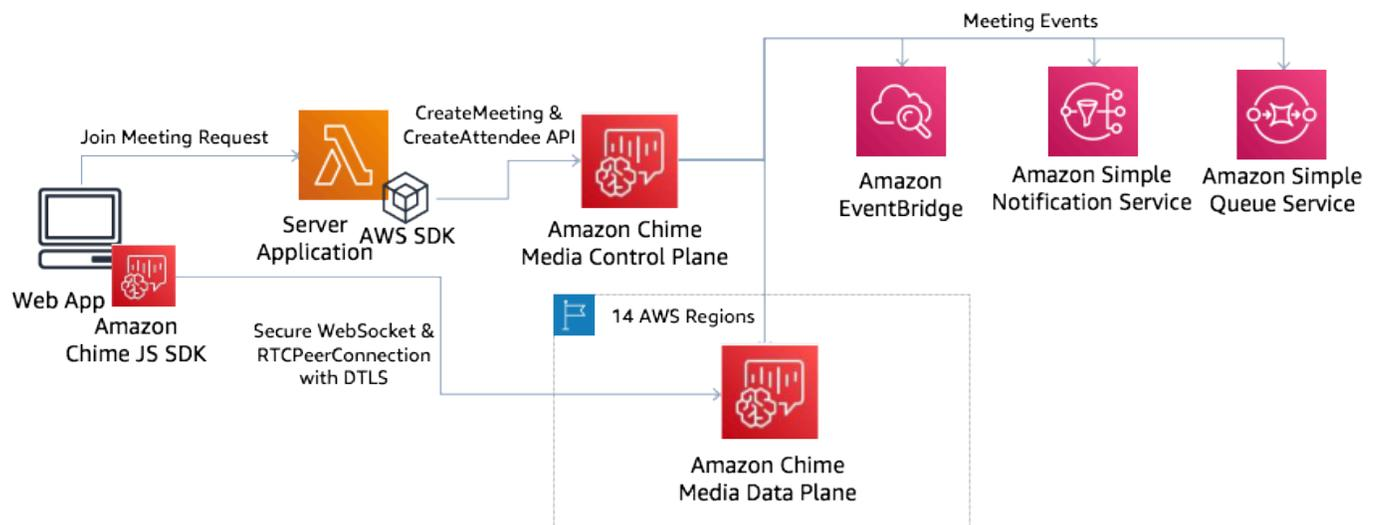 Meeting Events
Join Meeting Request
CreateMeeting &
CreateAttendee API
Server
Application
AWS SDK
Amazon Chime
Media Control Plane
Amazon
EventBridge
Amazon Simple
Notification Service
Amazon Simple
Queue Service
Web App
Amazon
Chime JS SDK
Secure WebSocket &
RTCPeerConnection
with DTLS
14 AWS Regions
Amazon Chime
Media Data Plane